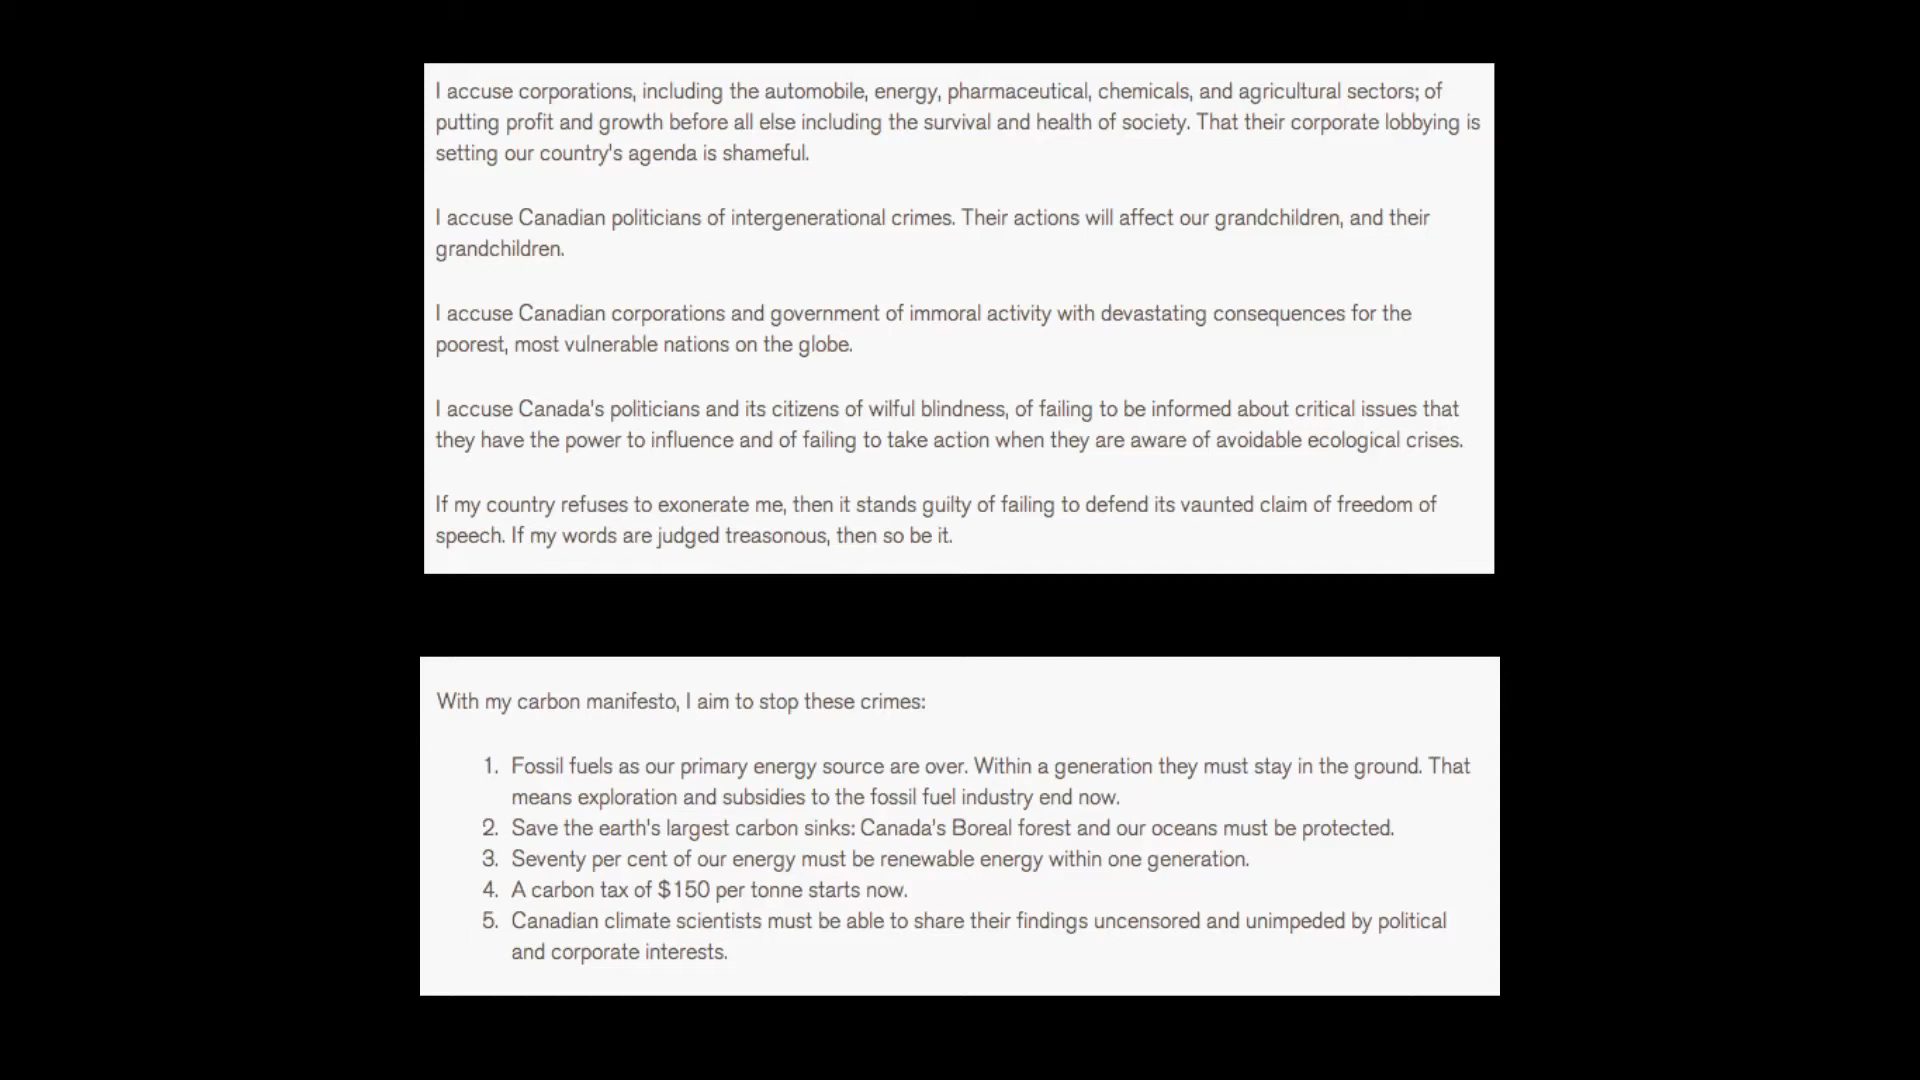 I accuse corporations, including the automobile, energy, pharmaceutical, chemicals, and agricultural sectors; of
putting profit and growth before all else including the survival and health of society. That their corporate lobbying is
setting our country's agenda is shameful.
I accuse Canadian politicians of intergenerational crimes. Their actions will affect our grandchildren, and their
grandchildren.
I accuse Canadian corporations and government of immoral activity with devastating consequences for the
poorest, most vulnerable nations on the globe.
I accuse Canada's politicians and its citizens of wilful blindness, of failing to be informed about critical issues that
they have the power to influence and of failing to take action when they are aware of avoidable ecological crises.
If my country refuses to exonerate me, then it stands guilty of failing to defend its vaunted claim of freedom of
speech. If my words are judged treasonous, then so be it.
With my carbon manifesto, I aim to stop these crimes:
1. Fossil fuels as our primary energy source are over. Within a generation they must stay in the ground. That
means exploration and subsidies to the fossil fuel industry end now.
2. Save the earth's largest carbon sinks: Canada's Boreal forest and our oceans must be protected.
3. Seventy per cent of our energy must be renewable energy within one generation.
4. A carbon tax of $150 per tonne starts now.
5. Canadian climate scientists must be able to share their findings uncensored and unimpeded by political
and corporate interests.